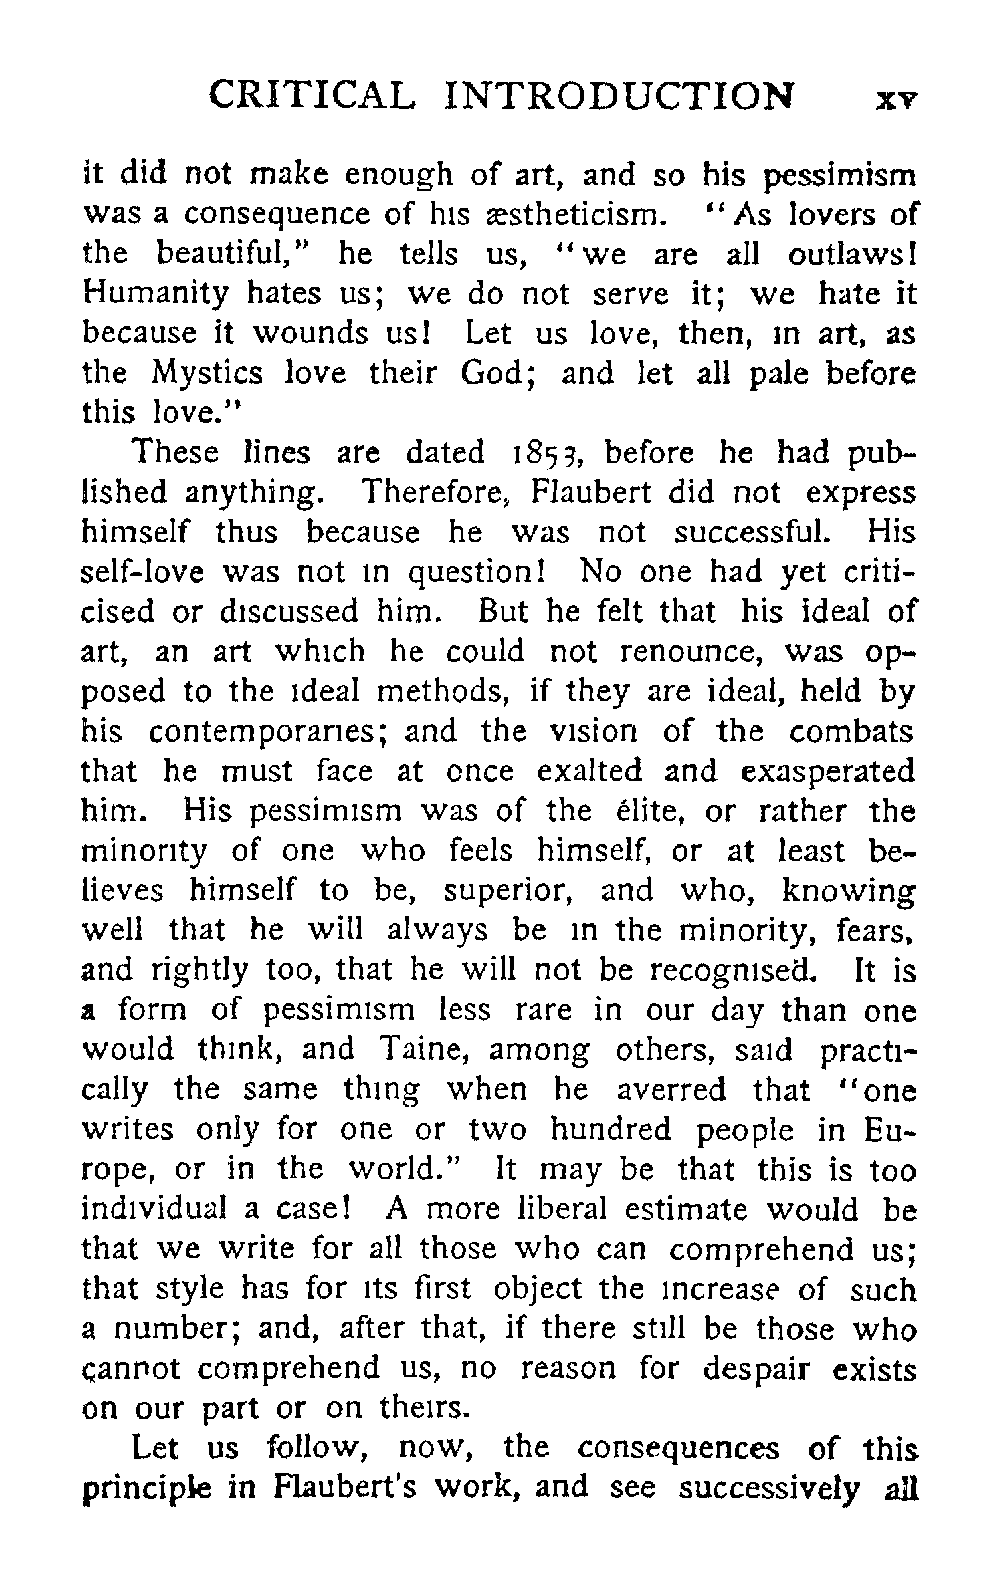 CRITICAL INTRODUCTION xv
it did not make enough of art, and so his pessimism
was a consequence of his æstheticism. “As lovers of
the beautiful,” he tells us, “we are all outlaws!
Humanity hates us; we do not serve it; we hate it
because it wounds us! Let us love, then, in art, as
the Mystics love their God; and let all pale before
this love.”
These lines are dated 1853, before he had pub-
lished anything. Therefore, Flaubert did not express
himself thus because he was not successful. His
self-love was not in question! No one had yet criti-
cised or discussed him. But he felt that his ideal of
art, an art which he could not renounce, was op-
posed to the ideal methods, if they are ideal, held by
his contemporaries; and the vision of the combats
that he must face at once exalted and exasperated
him. His pessimism was of the élite, or rather the
minority of one who feels himself, or at least be-
lieves himself to be, superior, and who, knowing
well that he will always be in the minority, fears,
and rightly too, that he will not be recognised. It is
a form of pessimism less rare in our day than one
would think, and Taine, among others, said practi-
cally the same thing when he averred that “one
writes only for one or two hundred people in Eu-
rope, or in the world.” It may be that this is too
individual a case! A more liberal estimate would be
that we write for all those who can comprehend us;
that style has for its first object the increase of such
a number; and, after that, if there still be those who
cannot comprehend us, no reason for despair exists
on our part or on theirs.
Let us follow, now, the consequences of this
principle in Flaubert's work, and see successively all